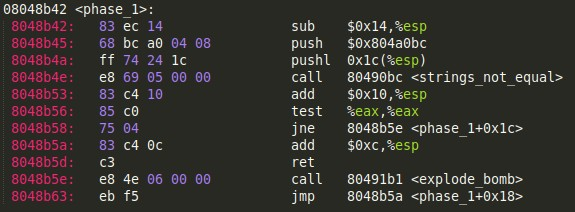 08048b42 <phase_1>:
8048b42: 83 ec 14 sub $0x14,%esp
8048b45: 68 bc a0 04 08 push $0x804a0bc
8048b4a: ff 74 24 1c pushl 0x1c(%esp)
8048b4e: e8 69 05 00 00 call 80490bc <strings_not_equal>
8048b53: 83 c4 10 add $0x10,%esp
8048b56: 85 c0 test %eax,%eax
8048b58: 75 04 jne 8048b5e <phase_1+0x1c>
8048b5a: 83 c4 0c add $0xc,%esp
8048b5d: c3 ret
8048b5e: e8 4e 06 00 00 call 80491b1 <explode_bomb>
8048b63: eb f5 jmp 8048b5a <phase_1+0x18>